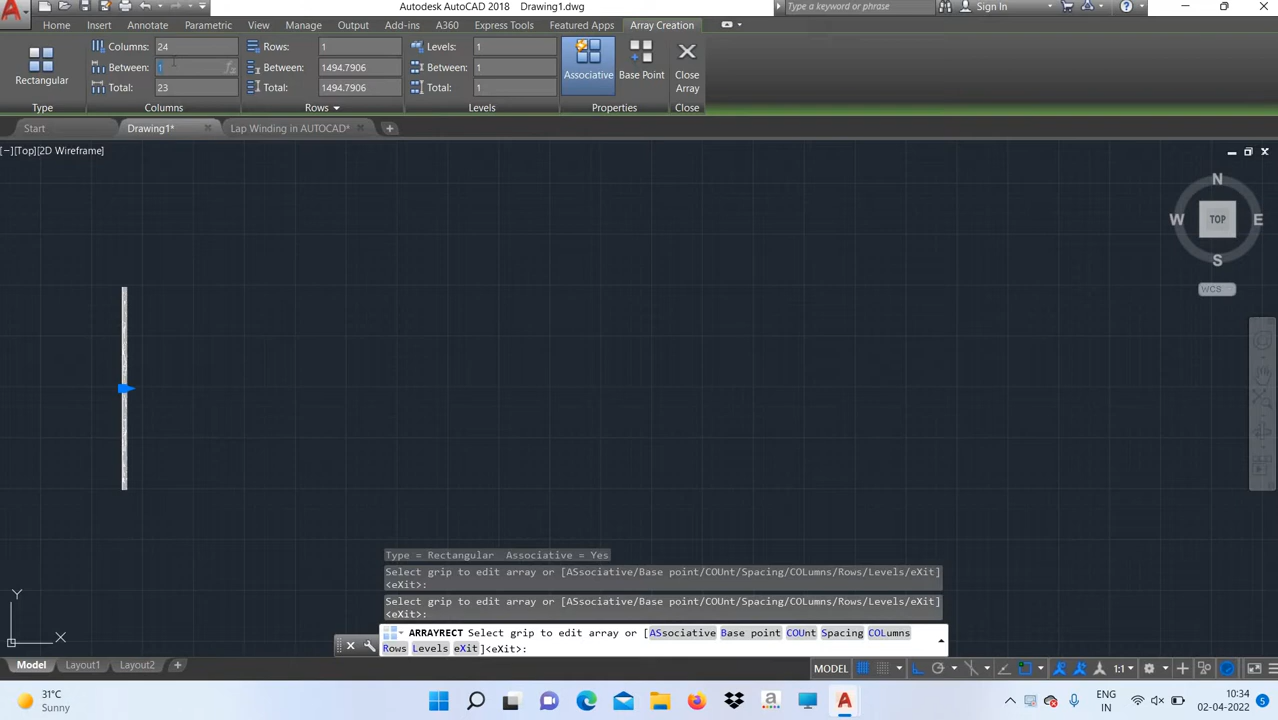 Autodesk AutoCAD 2018   Drawing1.dwg
Type a keyword or phrase
Sign In
Home Insert Annotate Parametric View Manage Output Add-ins A360 Express Tools Featured Apps Array Creation
Columns: 24 Rows: 1 Levels: 1
Between: 1 Between: 1494.7906 Between: 1
Total: 23 Total: 1494.7906 Total: 1
Rectangular
Associative Base Point Close Array
Type Columns Rows Levels Properties Close
Start Drawing1* Lap Winding in AUTOCAD*
[−][Top][2D Wireframe]
N
W TOP E
S
WCS
Type = Rectangular  Associative = Yes
Select grip to edit array or [ASsociative/Base point/COUnt/Spacing/COLumns/Rows/Levels/eXit]
<eXit>:
Select grip to edit array or [ASsociative/Base point/COUnt/Spacing/COLumns/Rows/Levels/eXit]
<eXit>:
ARRAYRECT Select grip to edit array or [ASsociative Base point COUnt Spacing COLumns
Rows Levels eXit]<eXit>:
Y
X
Model Layout1 Layout2 +
MODEL 1:1
31°C
Sunny
ENG
IN
10:34
02-04-2022
5